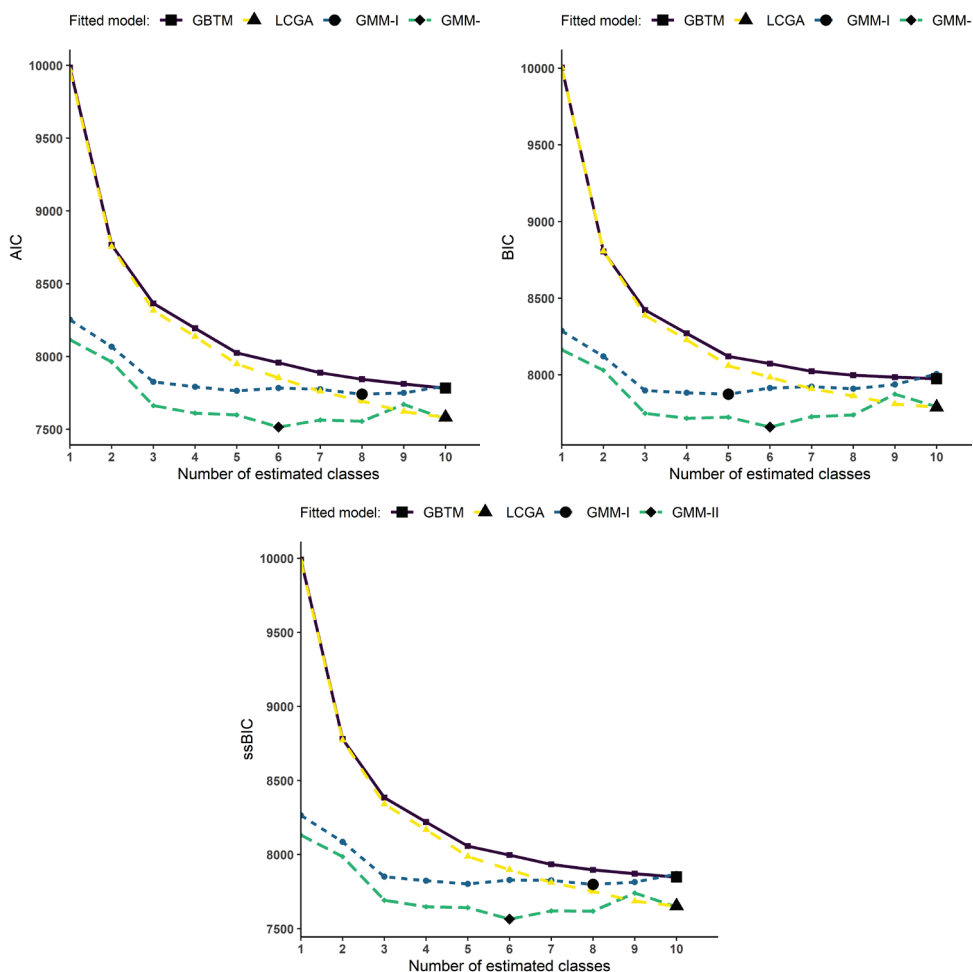 Fitted model: GBTM LCGA GMM-I GMM-
10000
9500
9000
8500
8000
7500
AIC
1 2 3 4 5 6 7 8 9 10
Number of estimated classes
Fitted model: GBTM LCGA GMM-I GMM-
10000
9500
9000
8500
8000
BIC
1 2 3 4 5 6 7 8 9 10
Number of estimated classes
Fitted model: GBTM LCGA GMM-I GMM-II
10000
9500
9000
8500
8000
7500
ssBIC
1 2 3 4 5 6 7 8 9 10
Number of estimated classes